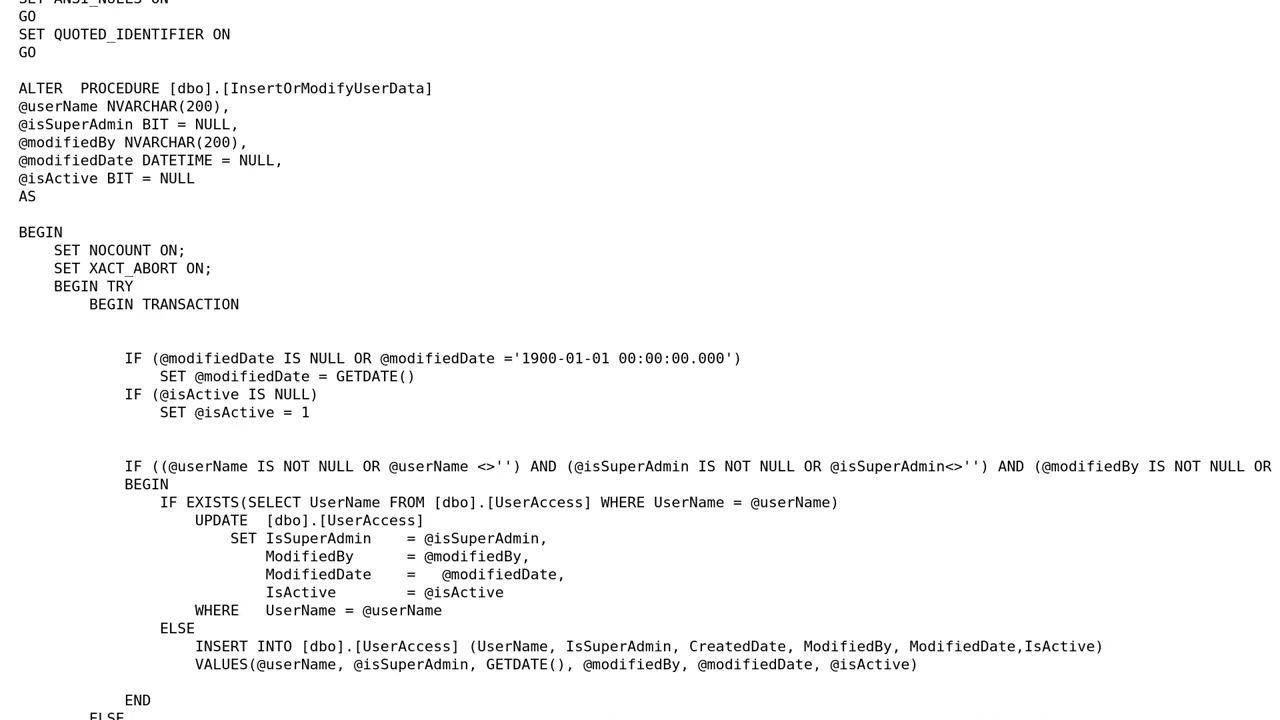 SET ANSI_NULLS ON
GO
SET QUOTED_IDENTIFIER ON
GO
ALTER  PROCEDURE [dbo].[InsertOrModifyUserData]
@userName NVARCHAR(200),
@isSuperAdmin BIT = NULL,
@modifiedBy NVARCHAR(200),
@modifiedDate DATETIME = NULL,
@isActive BIT = NULL
AS
BEGIN
    SET NOCOUNT ON;
    SET XACT_ABORT ON;
    BEGIN TRY
        BEGIN TRANSACTION
            IF (@modifiedDate IS NULL OR @modifiedDate ='1900-01-01 00:00:00.000')
                SET @modifiedDate = GETDATE()
            IF (@isActive IS NULL)
                SET @isActive = 1
            IF ((@userName IS NOT NULL OR @userName <>'') AND (@isSuperAdmin IS NOT NULL OR @isSuperAdmin<>'') AND (@modifiedBy IS NOT NULL OR
            BEGIN
                IF EXISTS(SELECT UserName FROM [dbo].[UserAccess] WHERE UserName = @userName)
                    UPDATE  [dbo].[UserAccess]
                        SET IsSuperAdmin    = @isSuperAdmin,
                            ModifiedBy      = @modifiedBy,
                            ModifiedDate    =   @modifiedDate,
                            IsActive        = @isActive
                    WHERE   UserName = @userName
                ELSE
                    INSERT INTO [dbo].[UserAccess] (UserName, IsSuperAdmin, CreatedDate, ModifiedBy, ModifiedDate,IsActive)
                    VALUES(@userName, @isSuperAdmin, GETDATE(), @modifiedBy, @modifiedDate, @isActive)
            END
        ELSE